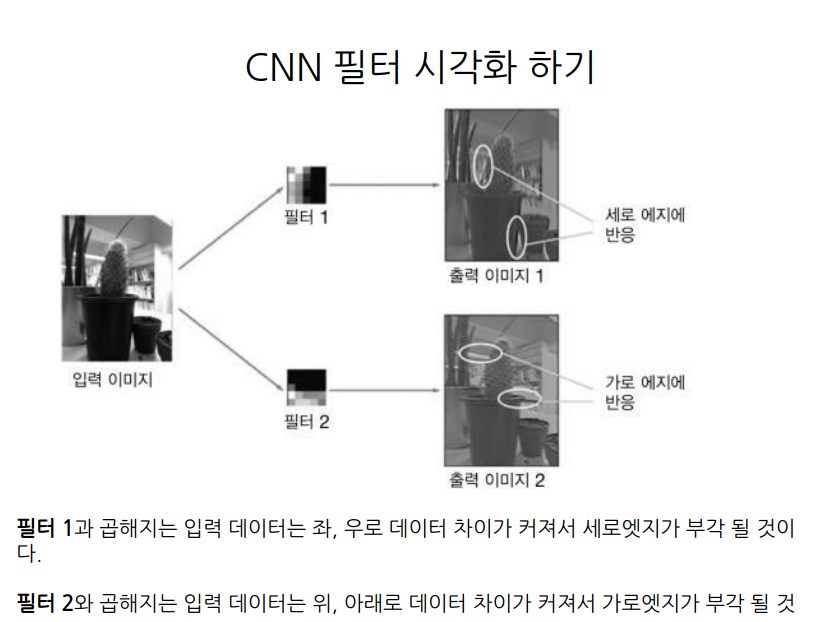 CNN 필터 시각화 하기
필터 1
세로 에지에
반응
출력 이미지 1
입력 이미지
필터 2
가로 에지에
반응
출력 이미지 2
필터 1과 곱해지는 입력 데이터는 좌, 우로 데이터 차이가 커져서 세로엣지가 부각 될 것이
다.
필터 2와 곱해지는 입력 데이터는 위, 아래로 데이터 차이가 커져서 가로엣지가 부각 될 것